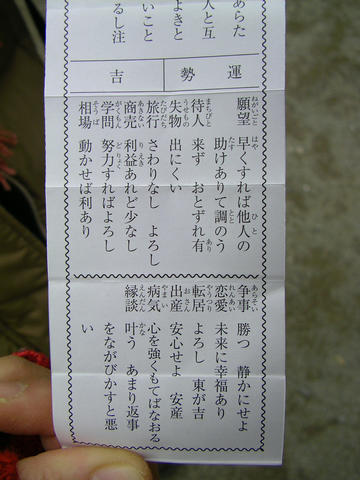 あらた
人と互
よきと
いこと
るし注
運勢 吉
願望 早くすれば他人の
助けありて調のう
待人 来ず おとずれ有
失物 出にくい
旅行 さわりなし よろし
商売 利益あれど少なし
学問 努力すればよろし
相場 動かせば利あり
争事 勝つ 静かにせよ
恋愛 未来に幸福あり
転居 よろし 東が吉
出産 安心せよ 安産
病気 心を強くもてばなおる
縁談 叶う あまり返事
をながびかすと悪
い